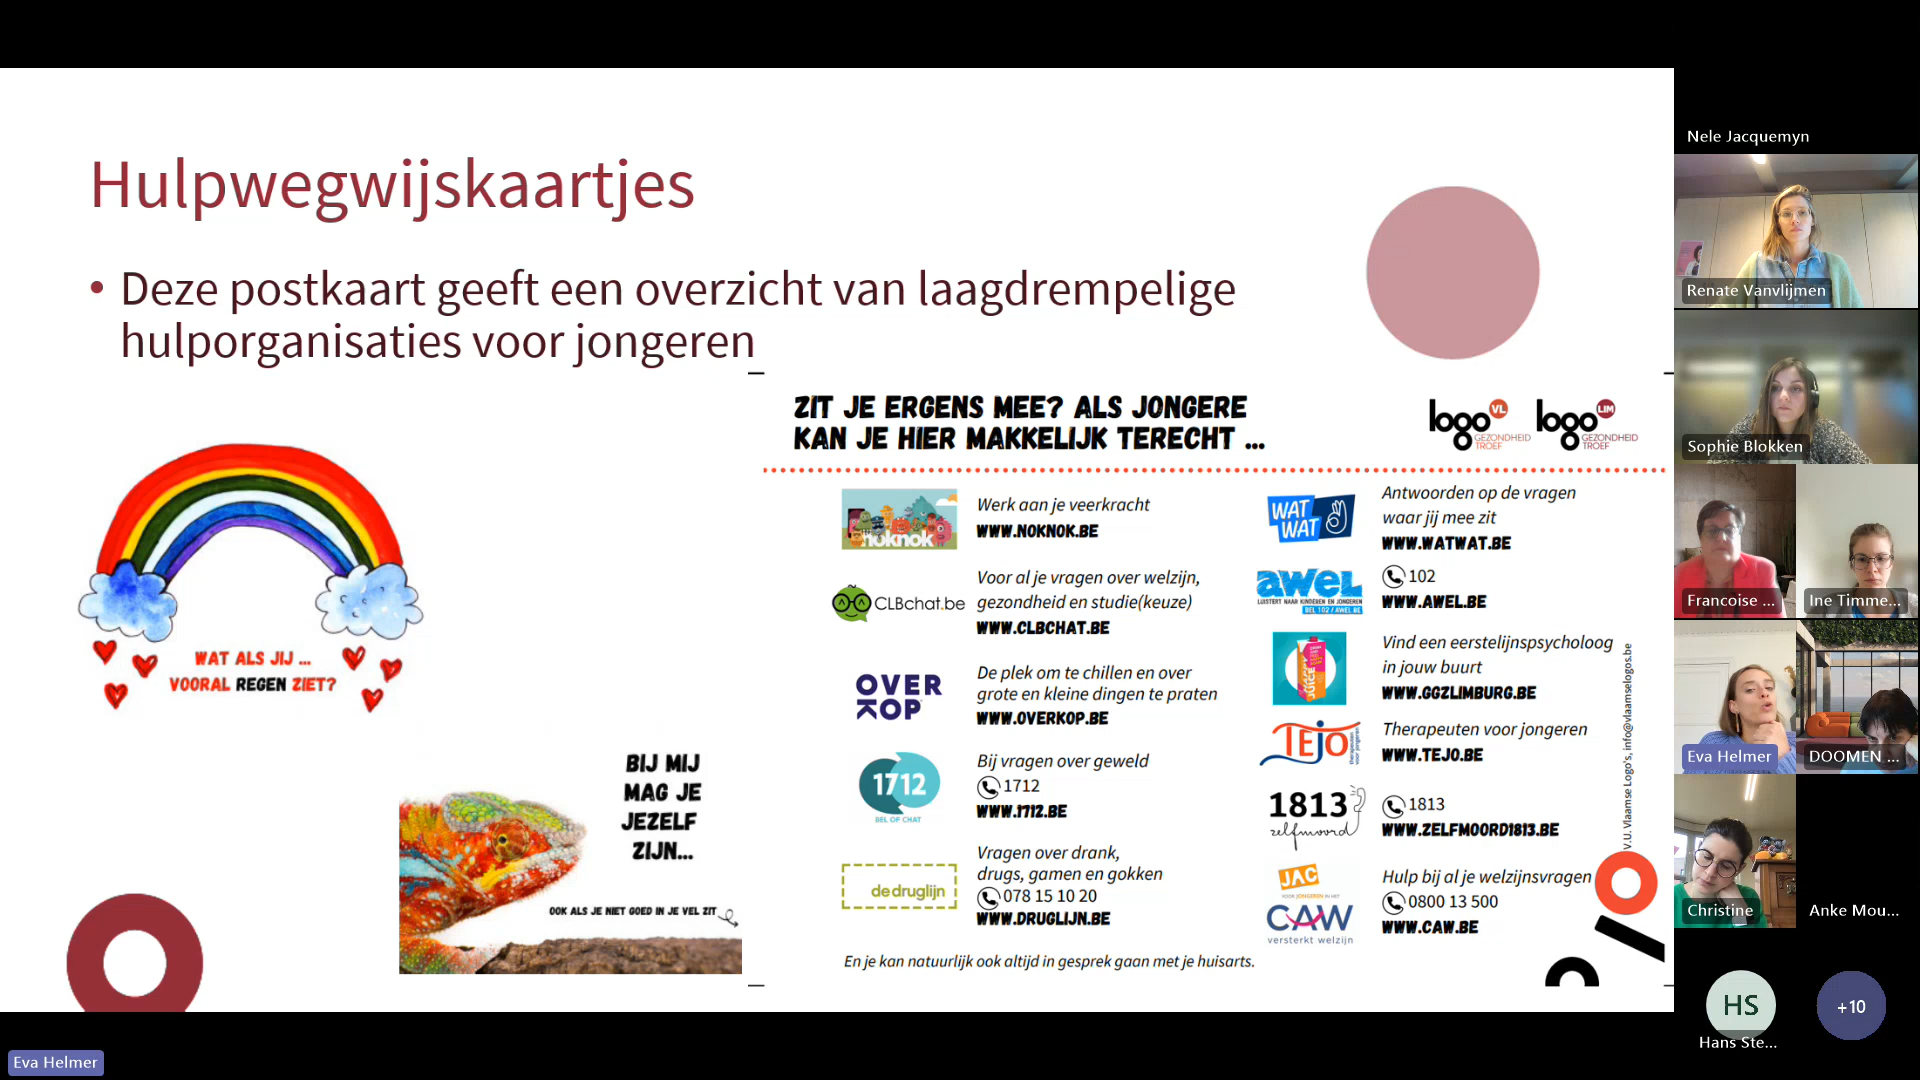 Hulpwegwijskaartjes
• Deze postkaart geeft een overzicht van laagdrempelige
hulporganisaties voor jongeren
WAT ALS JIJ ...
VOORAL REGEN ZIET?
BIJ MIJ
MAG JE
JEZELF
ZIJN...
OOK ALS JE NIET GOED IN JE VEL ZIT
ZIT JE ERGENS MEE? ALS JONGERE
KAN JE HIER MAKKELIJK TERECHT ...
logo VL
GEZONDHEID
TROEF
logo LIM
GEZONDHEID
TROEF
noknok
Werk aan je veerkracht
WWW.NOKNOK.BE
CLBchat.be
Voor al je vragen over welzijn,
gezondheid en studie(keuze)
WWW.CLBCHAT.BE
OVER
KOP
De plek om te chillen en over
grote en kleine dingen te praten
WWW.OVERKOP.BE
1712
BEL OF CHAT
Bij vragen over geweld
1712
WWW.1712.BE
de druglijn
Vragen over drank,
drugs, gamen en gokken
078 15 10 20
WWW.DRUGLIJN.BE
WAT
WAT
Antwoorden op de vragen
waar jij mee zit
WWW.WATWAT.BE
awel
LUISTERT NAAR KINDEREN EN JONGEREN
BEL 102 / AWEL.BE
102
WWW.AWEL.BE
JUICE
Vind een eerstelijnspsycholoog
in jouw buurt
WWW.GGZLIMBURG.BE
TEJO
therapeuten
voor jongeren
Therapeuten voor jongeren
WWW.TEJO.BE
1813
zelfmoord
1813
WWW.ZELFMOORD1813.BE
JAC
VOOR JONGEREN IN HET
CAW
versterkt welzijn
Hulp bij al je welzijnsvragen
0800 13 500
WWW.CAW.BE
En je kan natuurlijk ook altijd in gesprek gaan met je huisarts.
V.U. Vlaamse Logo's, info@vlaamselogos.be
Nele Jacquemyn
Renate Vanvlijmen
Sophie Blokken
Francoise ...
Ine Timme...
Eva Helmer
DOOMEN ...
Christine
Anke Mou...
HS
Hans Ste...
+10
Eva Helmer